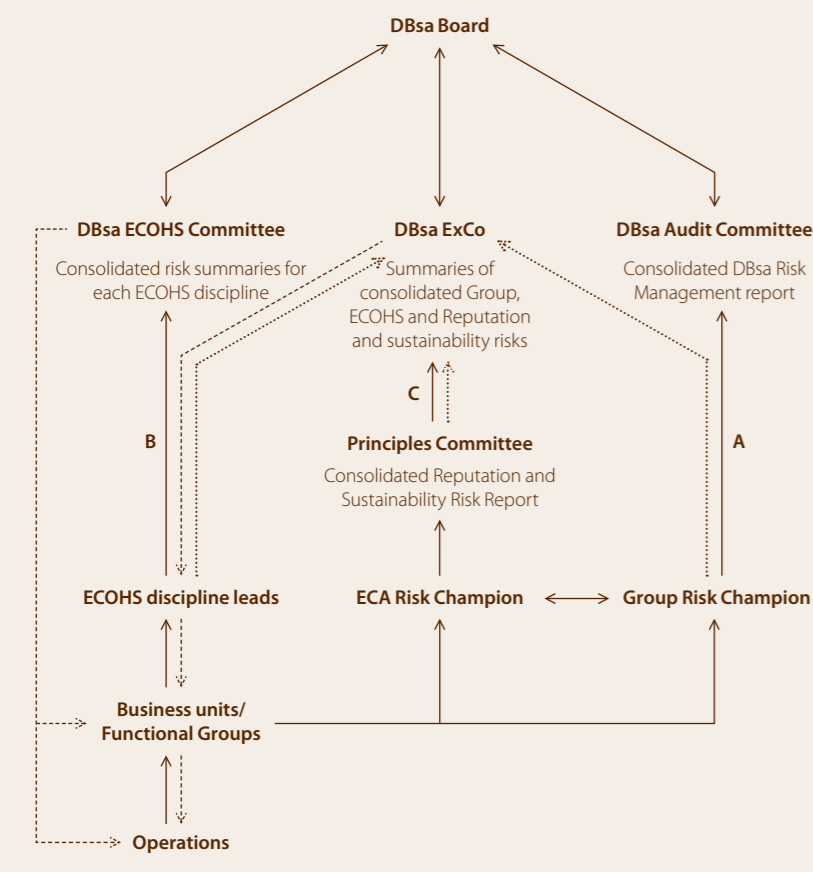 DBsa Board
DBsa ECOHS Committee
Consolidated risk summaries for
each ECOHS discipline
DBsa ExCo
Summaries of
consolidated Group,
ECOHS and Reputation
and sustainability risks
DBsa Audit Committee
Consolidated DBsa Risk
Management report
C
B
Principles Committee
A
Consolidated Reputation and
Sustainability Risk Report
ECOHS discipline leads
ECA Risk Champion
Group Risk Champion
Business units/
Functional Groups
Operations